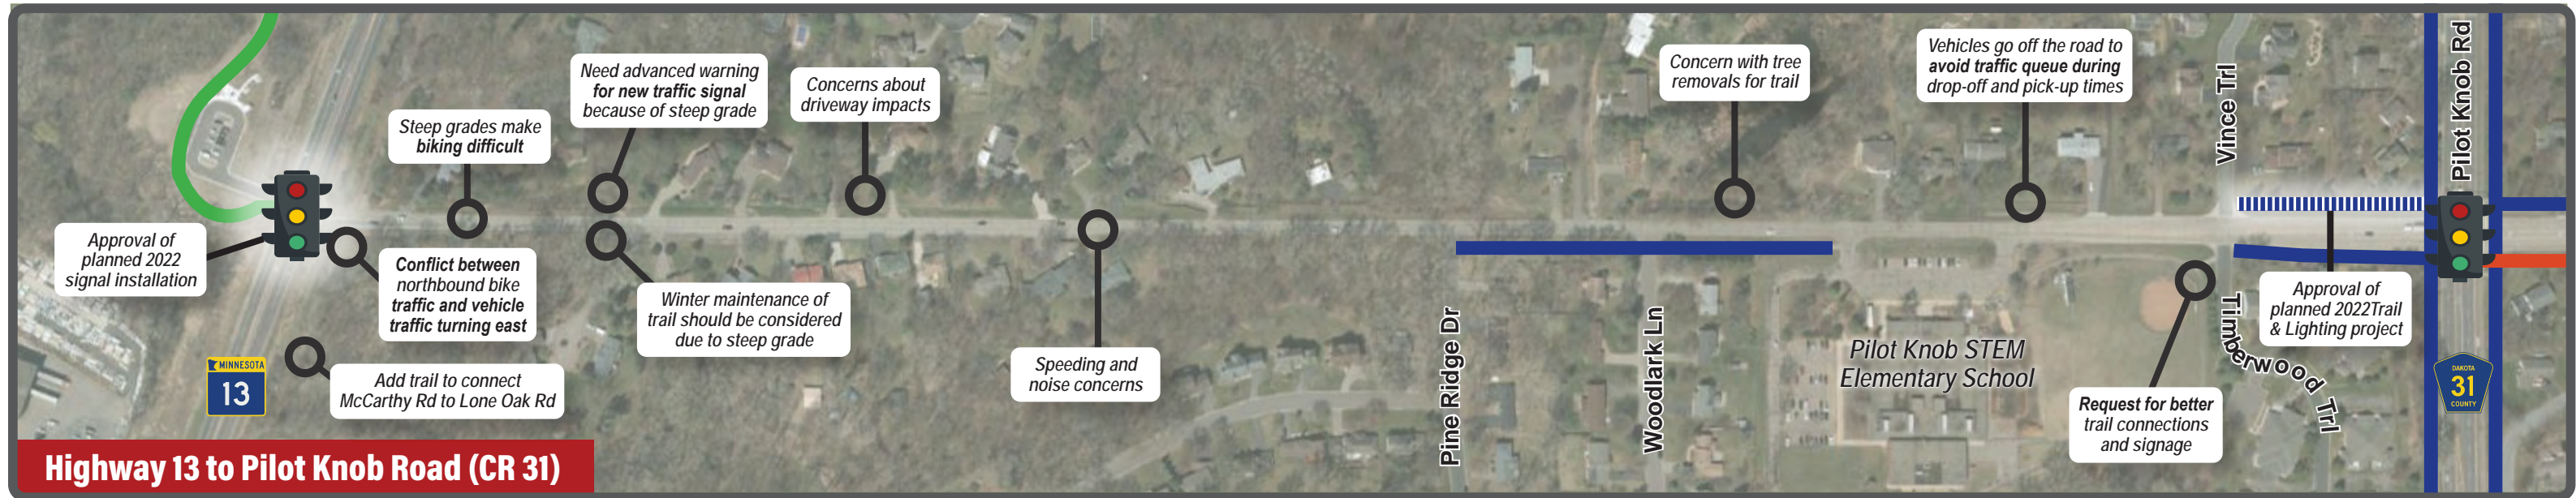 Approval of
planned 2022
signal installation
Steep grades make
biking difficult
Conflict between
northbound bike
traffic and vehicle
traffic turning east
MINNESOTA
13
Add trail to connect
McCarthy Rd to Lone Oak Rd
Need advanced warning
for new traffic signal
because of steep grade
Winter maintenance of
trail should be considered
due to steep grade
Concerns about
driveway impacts
Speeding and
noise concerns
Pine Ridge Dr
Woodlark Ln
Concern with tree
removals for trail
Pilot Knob STEM
Elementary School
Vehicles go off the road to
avoid traffic queue during
drop-off and pick-up times
Request for better
trail connections
and signage
Vince Trl
Timberwood Trl
Approval of
planned 2022Trail
& Lighting project
Pilot Knob Rd
DAKOTA
31
COUNTY
Highway 13 to Pilot Knob Road (CR 31)